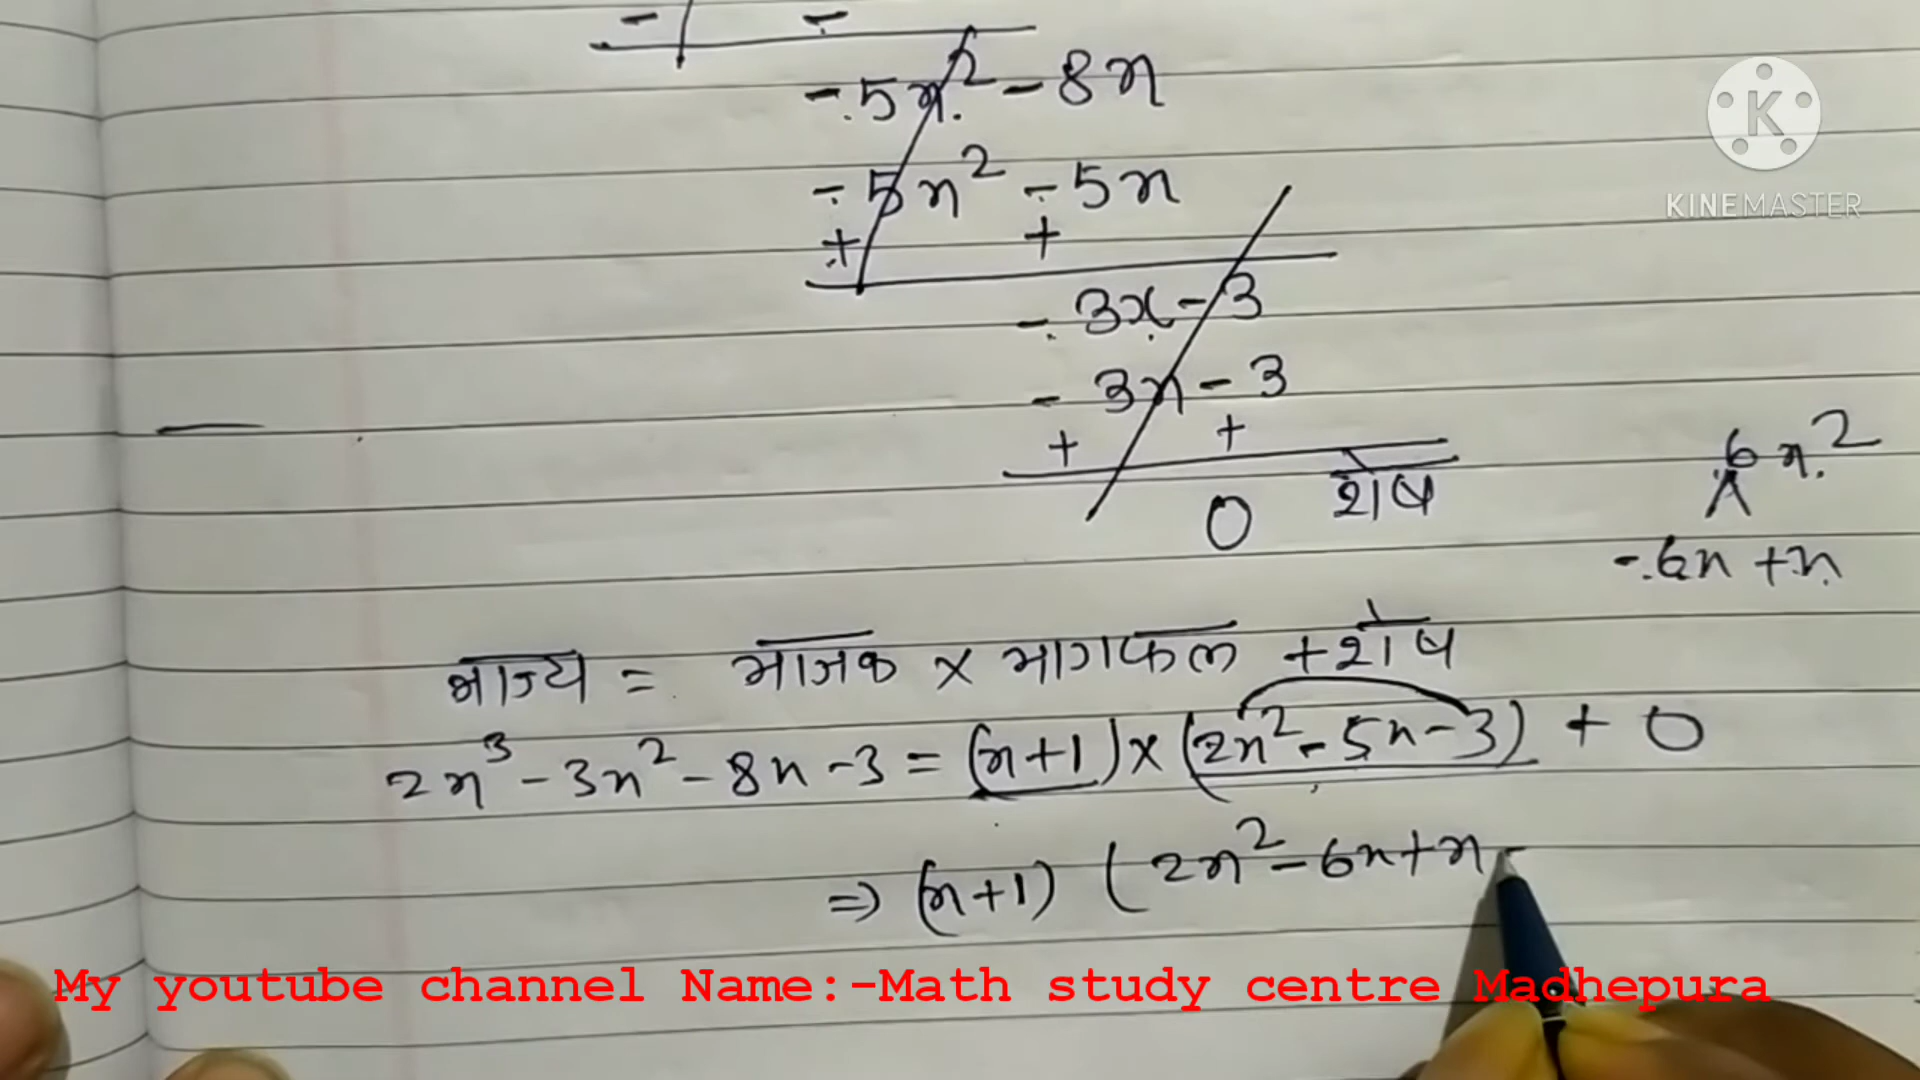 - -
-5x² - 8x
-5x² - 5x
+ +
-3x - 3
-3x - 3
+ +
0 शेष
6x²
-6x + x
भाज्य = भाजक × भागफल + शेष
2x³ - 3x² - 8x - 3 = (x+1) × (2x² - 5x - 3) + 0
⇒ (x+1) (2x² - 6x + x -
K
KINEMASTER
My youtube channel Name:-Math study centre Madhepura